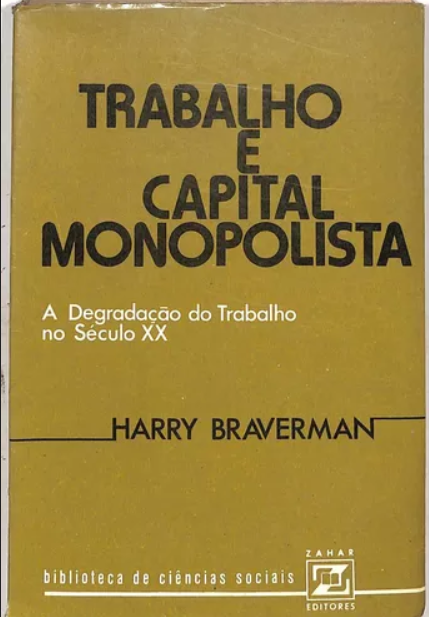 TRABALHO
E
CAPITAL
MONOPOLISTA
A Degradação do Trabalho
no Século XX
HARRY BRAVERMAN
biblioteca de ciências sociais
ZAHAR
EDITORES